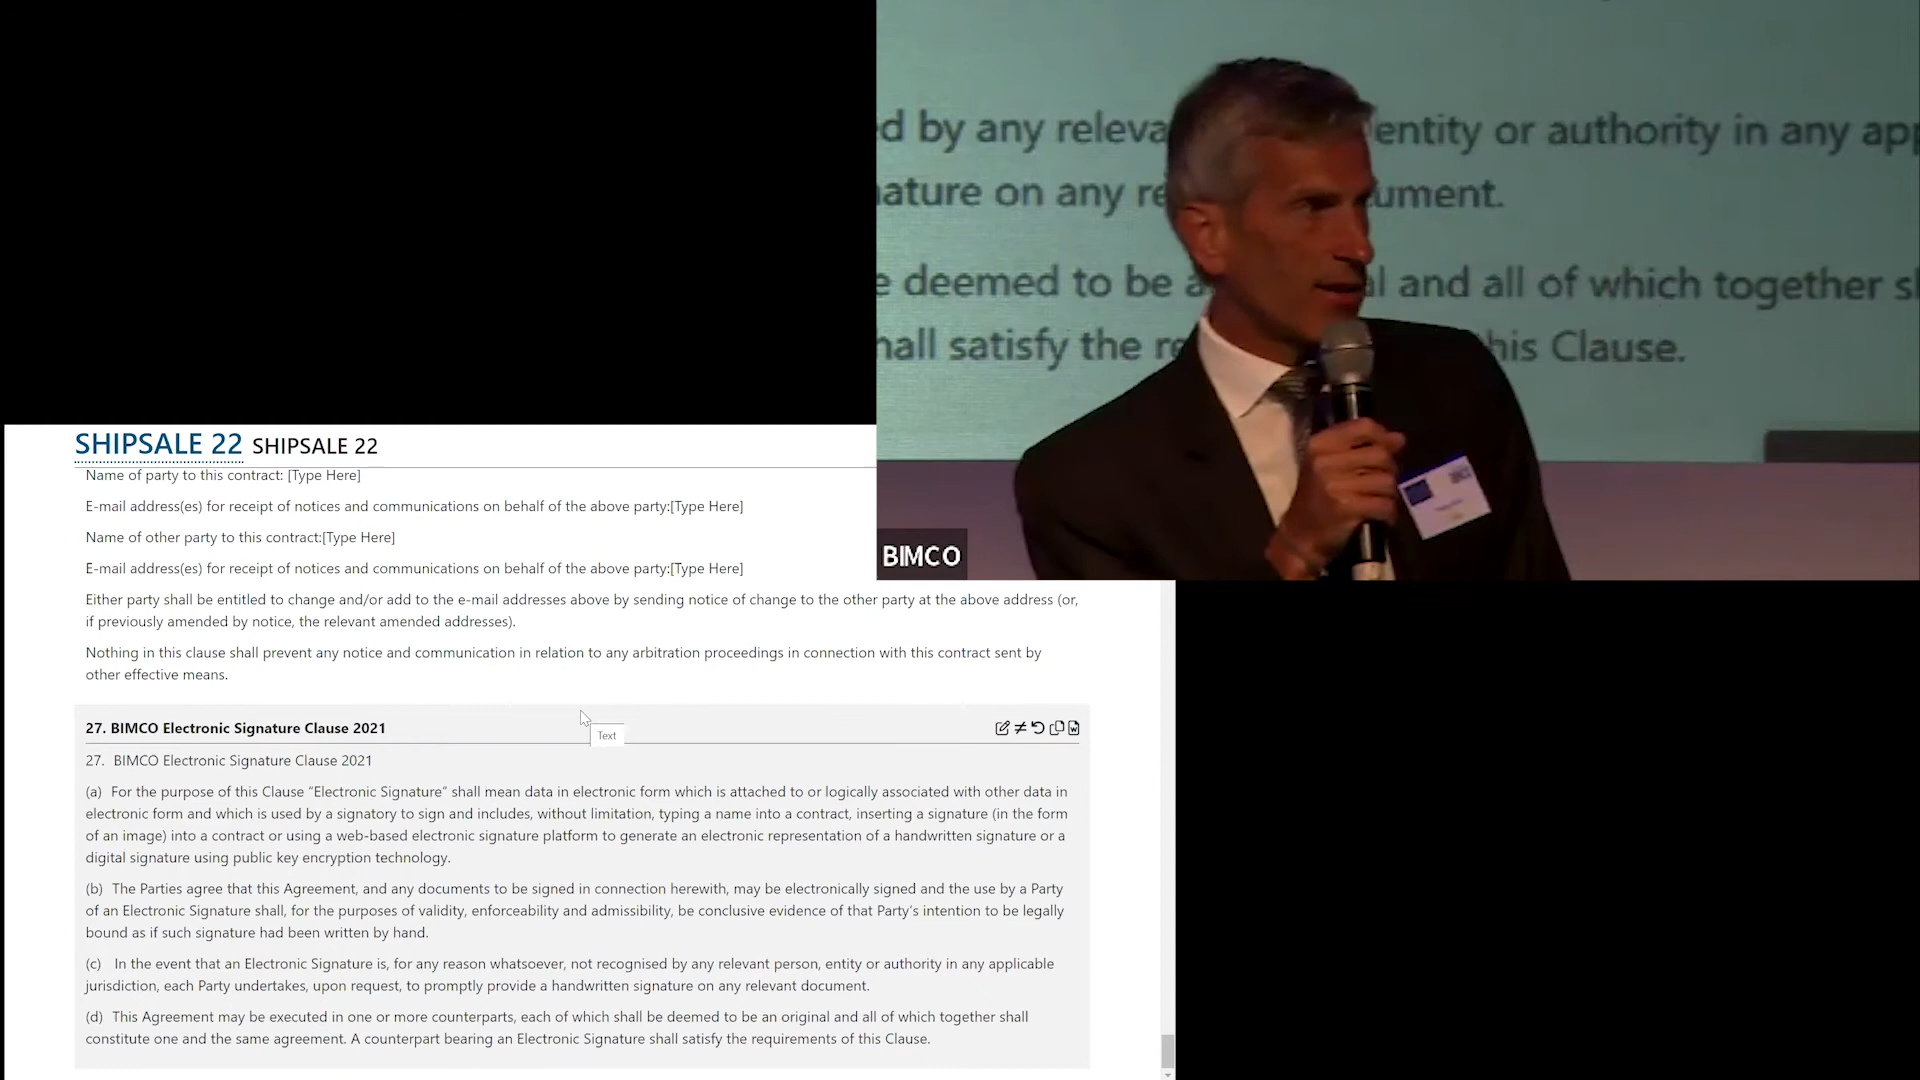 ed by any releva entity or authority in any app
nature on any re ument.
e deemed to be a l and all of which together sh
hall satisfy the re his Clause.
BIMCO
SHIPSALE 22 SHIPSALE 22
Name of party to this contract: [Type Here]
E-mail address(es) for receipt of notices and communications on behalf of the above party:[Type Here]
Name of other party to this contract:[Type Here]
E-mail address(es) for receipt of notices and communications on behalf of the above party:[Type Here]
Either party shall be entitled to change and/or add to the e-mail addresses above by sending notice of change to the other party at the above address (or,
if previously amended by notice, the relevant amended addresses).
Nothing in this clause shall prevent any notice and communication in relation to any arbitration proceedings in connection with this contract sent by
other effective means.
27. BIMCO Electronic Signature Clause 2021
Text
27. BIMCO Electronic Signature Clause 2021
(a) For the purpose of this Clause “Electronic Signature” shall mean data in electronic form which is attached to or logically associated with other data in
electronic form and which is used by a signatory to sign and includes, without limitation, typing a name into a contract, inserting a signature (in the form
of an image) into a contract or using a web-based electronic signature platform to generate an electronic representation of a handwritten signature or a
digital signature using public key encryption technology.
(b) The Parties agree that this Agreement, and any documents to be signed in connection herewith, may be electronically signed and the use by a Party
of an Electronic Signature shall, for the purposes of validity, enforceability and admissibility, be conclusive evidence of that Party’s intention to be legally
bound as if such signature had been written by hand.
(c) In the event that an Electronic Signature is, for any reason whatsoever, not recognised by any relevant person, entity or authority in any applicable
jurisdiction, each Party undertakes, upon request, to promptly provide a handwritten signature on any relevant document.
(d) This Agreement may be executed in one or more counterparts, each of which shall be deemed to be an original and all of which together shall
constitute one and the same agreement. A counterpart bearing an Electronic Signature shall satisfy the requirements of this Clause.